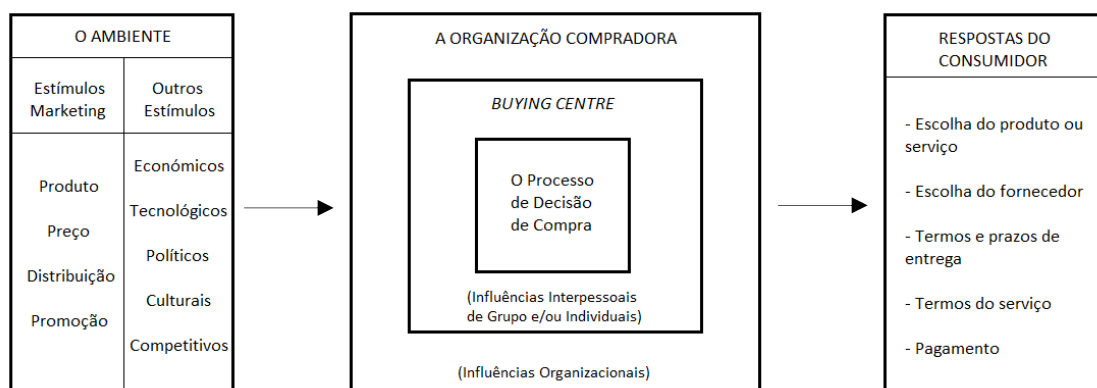 O AMBIENTE
Estímulos
Marketing
Outros
Estímulos
Produto
Preço
Distribuição
Promoção
Económicos
Tecnológicos
Políticos
Culturais
Competitivos
A ORGANIZAÇÃO COMPRADORA
BUYING CENTRE
O Processo
de Decisão
de Compra
(Influências Interpessoais
de Grupo e/ou Individuais)
(Influências Organizacionais)
RESPOSTAS DO
CONSUMIDOR
- Escolha do produto ou
serviço
- Escolha do fornecedor
- Termos e prazos de
entrega
- Termos do serviço
- Pagamento